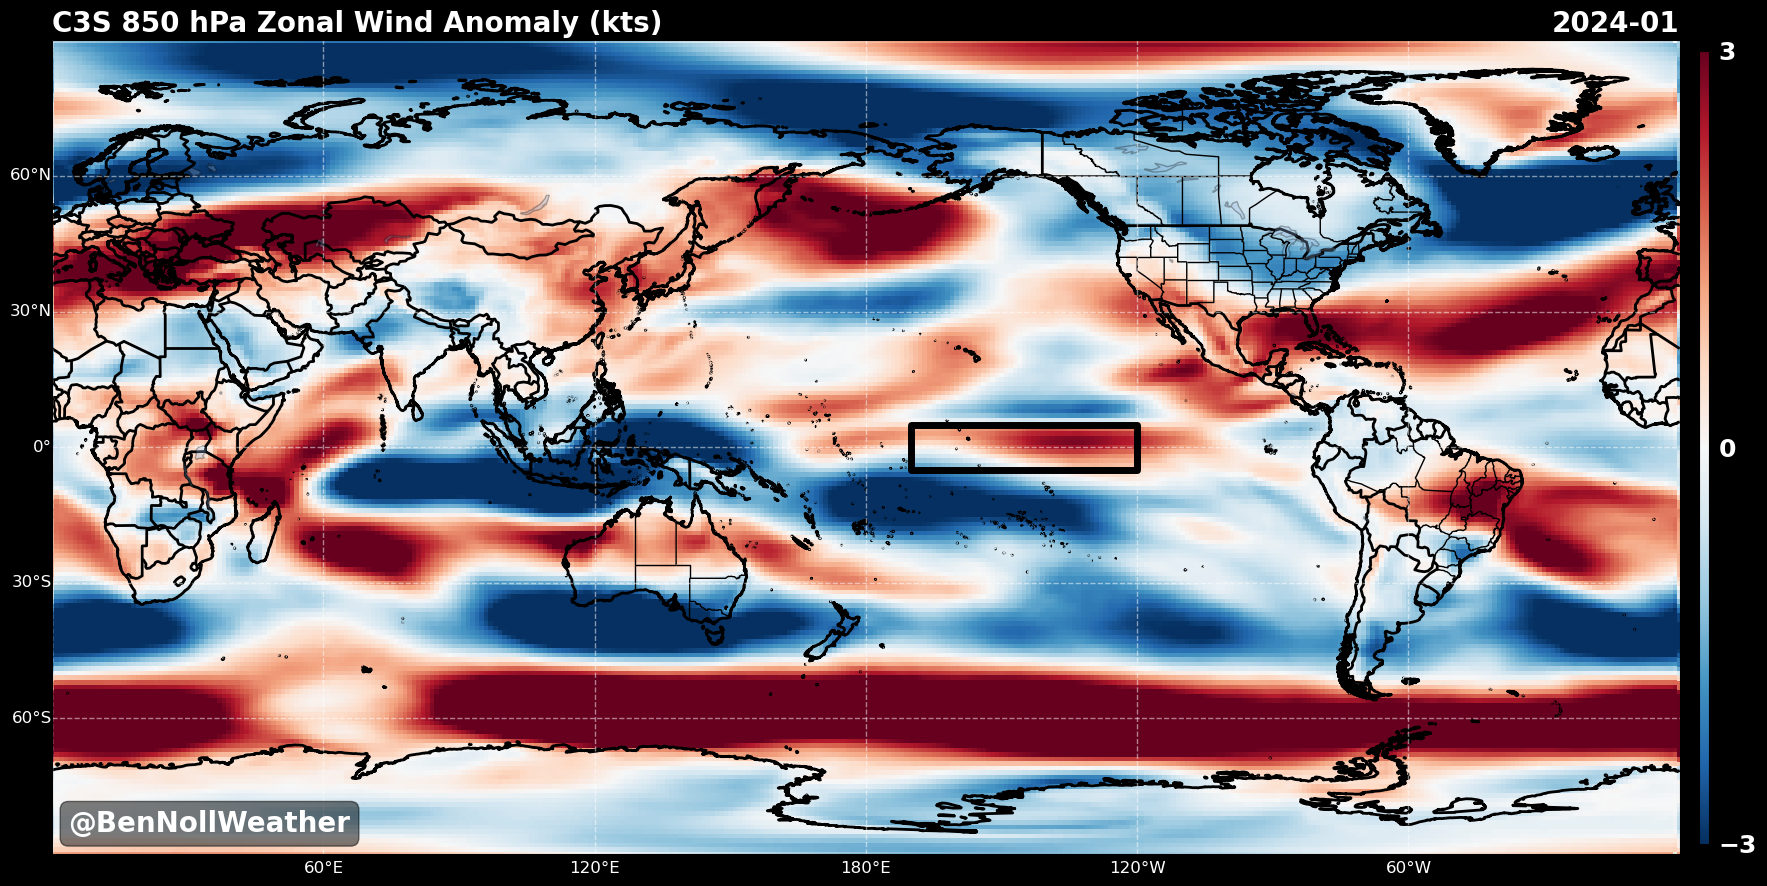 C3S 850 hPa Zonal Wind Anomaly (kts)
2024-01
3
60°N
30°N
0°
0
30°S
60°S
@BenNollWeather
−3
60°E
120°E
180°E
120°W
60°W